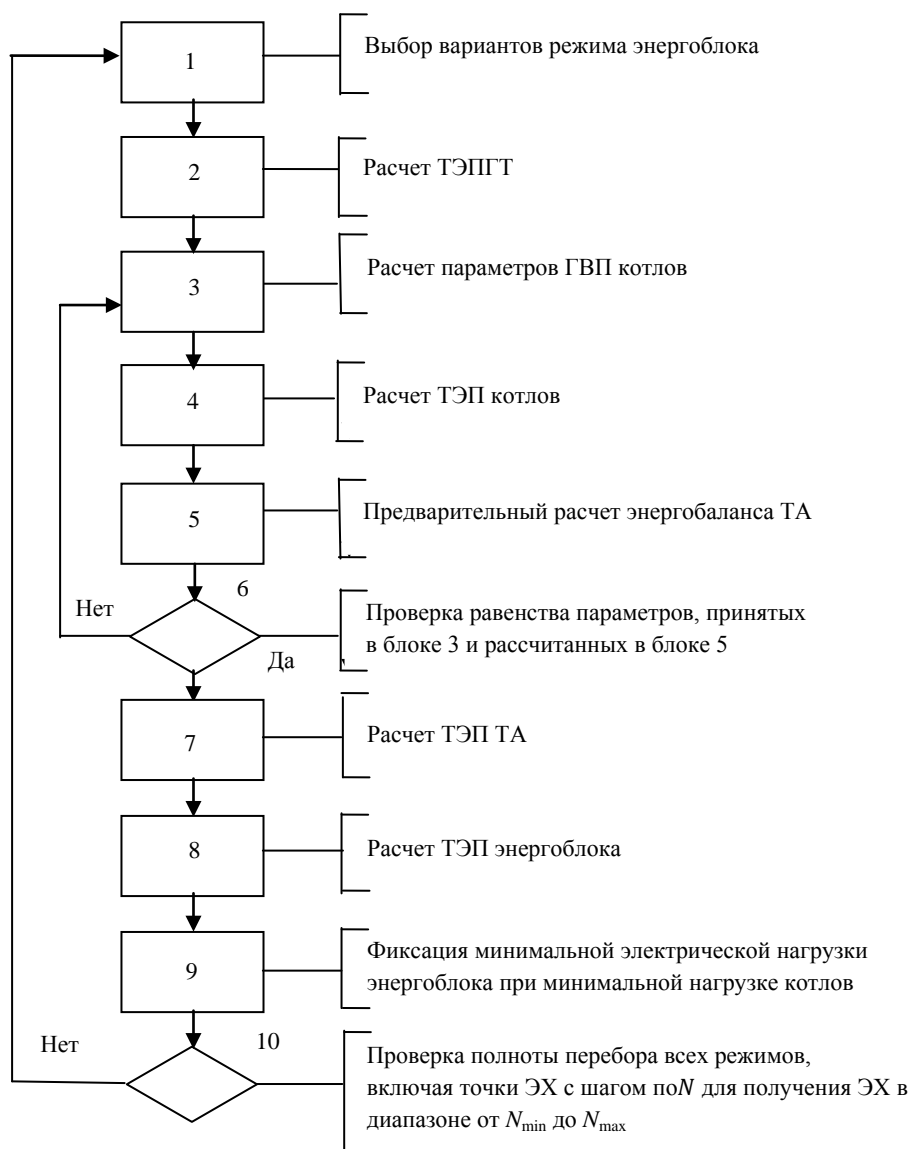 1
Выбор вариантов режима энергоблока
2
Расчет ТЭПГТ
3
Расчет параметров ГВП котлов
4
Расчет ТЭП котлов
5
Предварительный расчет энергобаланса ТА
6
Нет
Да
Проверка равенства параметров, принятых
в блоке 3 и рассчитанных в блоке 5
7
Расчет ТЭП ТА
8
Расчет ТЭП энергоблока
9
Фиксация минимальной электрической нагрузки
энергоблока при минимальной нагрузке котлов
10
Нет
Проверка полноты перебора всех режимов,
включая точки ЭХ с шагом поN для получения ЭХ в
диапазоне от Nmin до Nmax